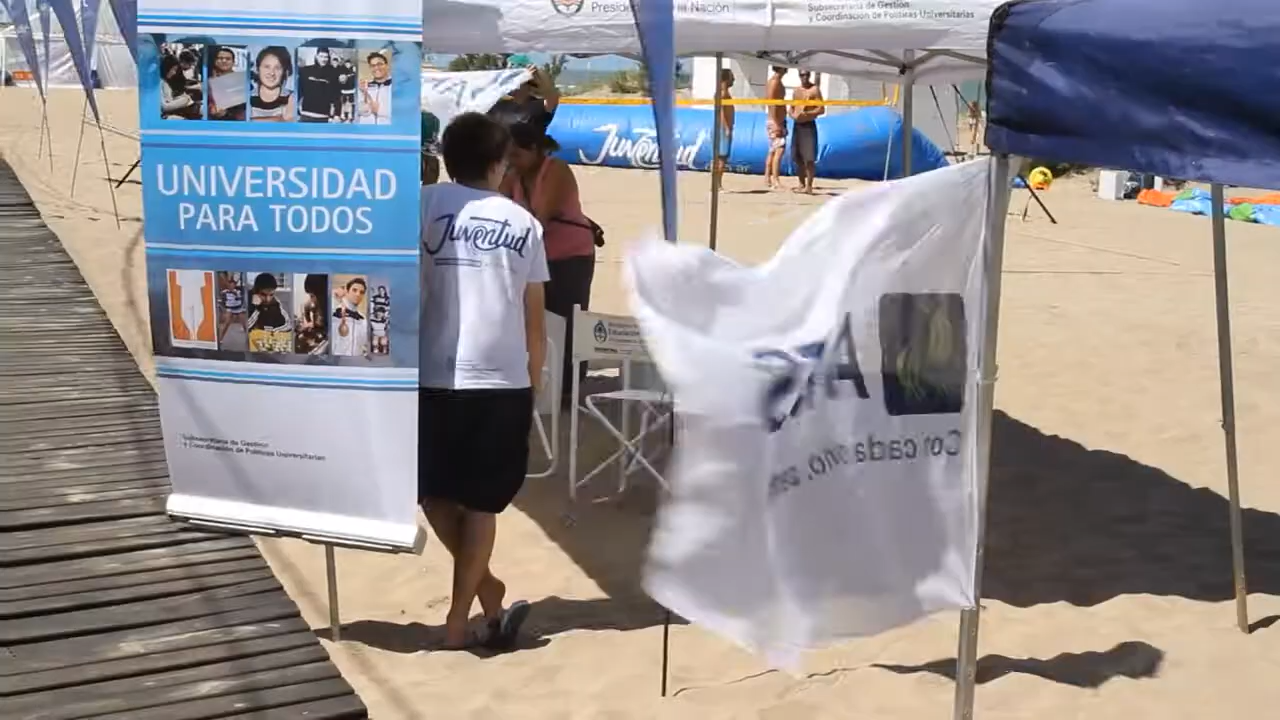 Presidencia de la Nación
Subsecretaría de Gestión
y Coordinación de Políticas Universitarias
UNIVERSIDAD
PARA TODOS
Juventud
Juventud
Subsecretaría de Gestión
y Coordinación de Políticas Universitarias
cada